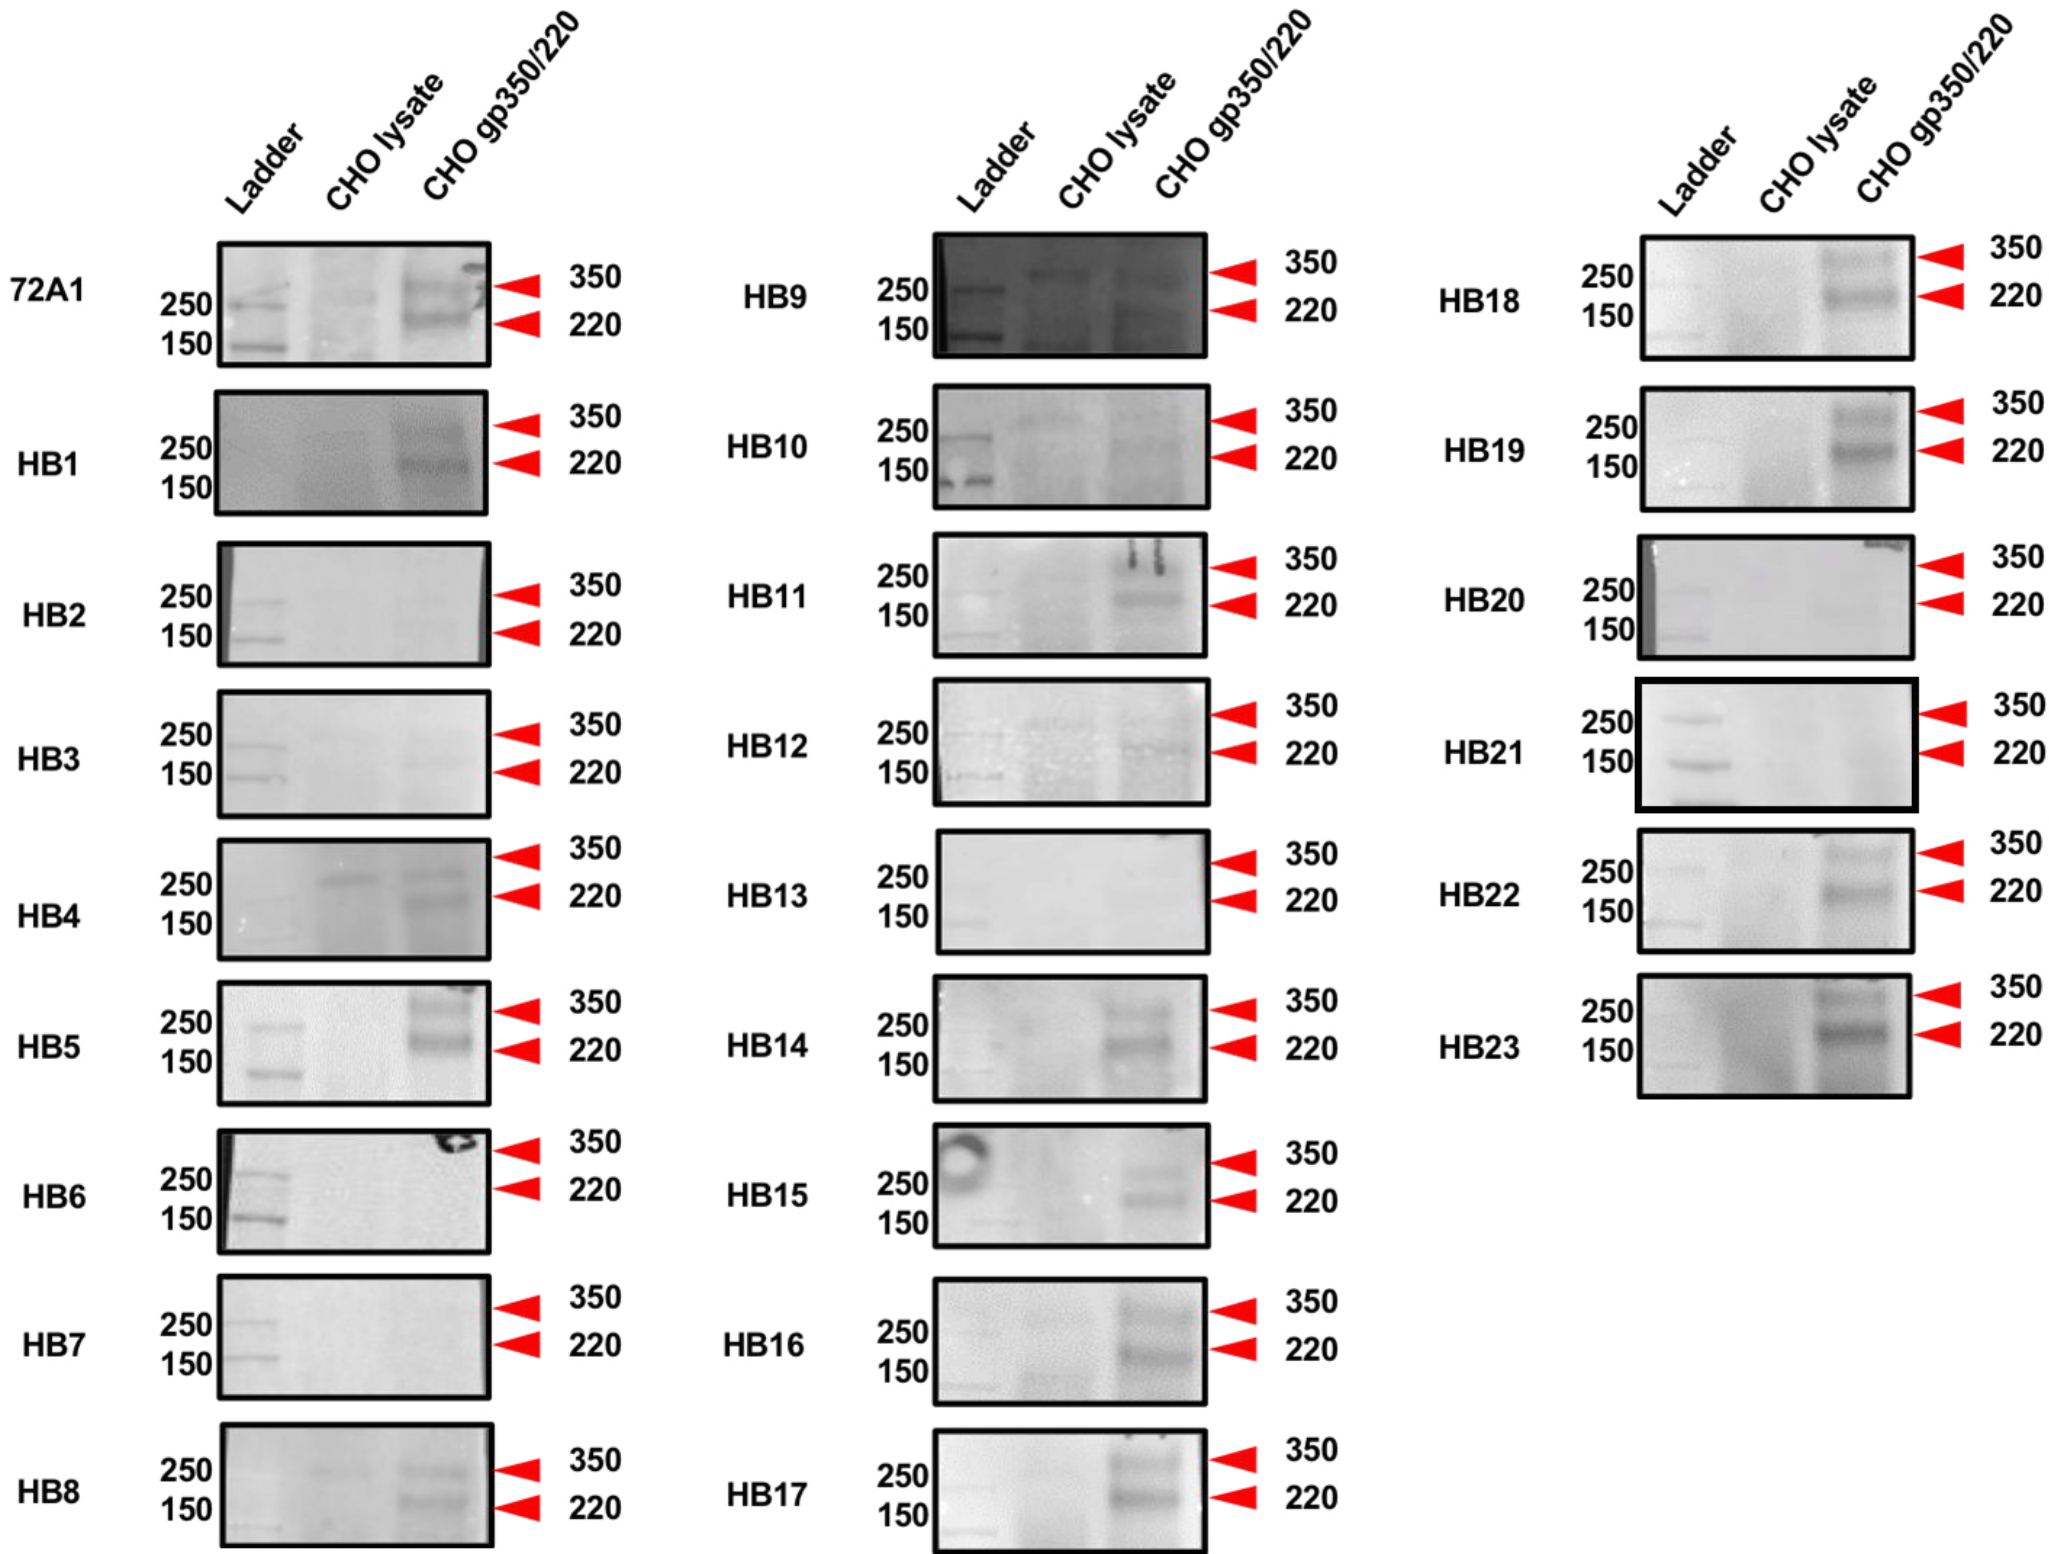 Ladder CHO lysate CHO gp350/220
72A1 250 150 350 220
HB1 250 150 350 220
HB2 250 150 350 220
HB3 250 150 350 220
HB4 250 150 350 220
HB5 250 150 350 220
HB6 250 150 350 220
HB7 250 150 350 220
HB8 250 150 350 220
Ladder CHO lysate CHO gp350/220
HB9 250 150 350 220
HB10 250 150 350 220
HB11 250 150 350 220
HB12 250 150 350 220
HB13 250 150 350 220
HB14 250 150 350 220
HB15 250 150 350 220
HB16 250 150 350 220
HB17 250 150 350 220
Ladder CHO lysate CHO gp350/220
HB18 250 150 350 220
HB19 250 150 350 220
HB20 250 150 350 220
HB21 250 150 350 220
HB22 250 150 350 220
HB23 250 150 350 220